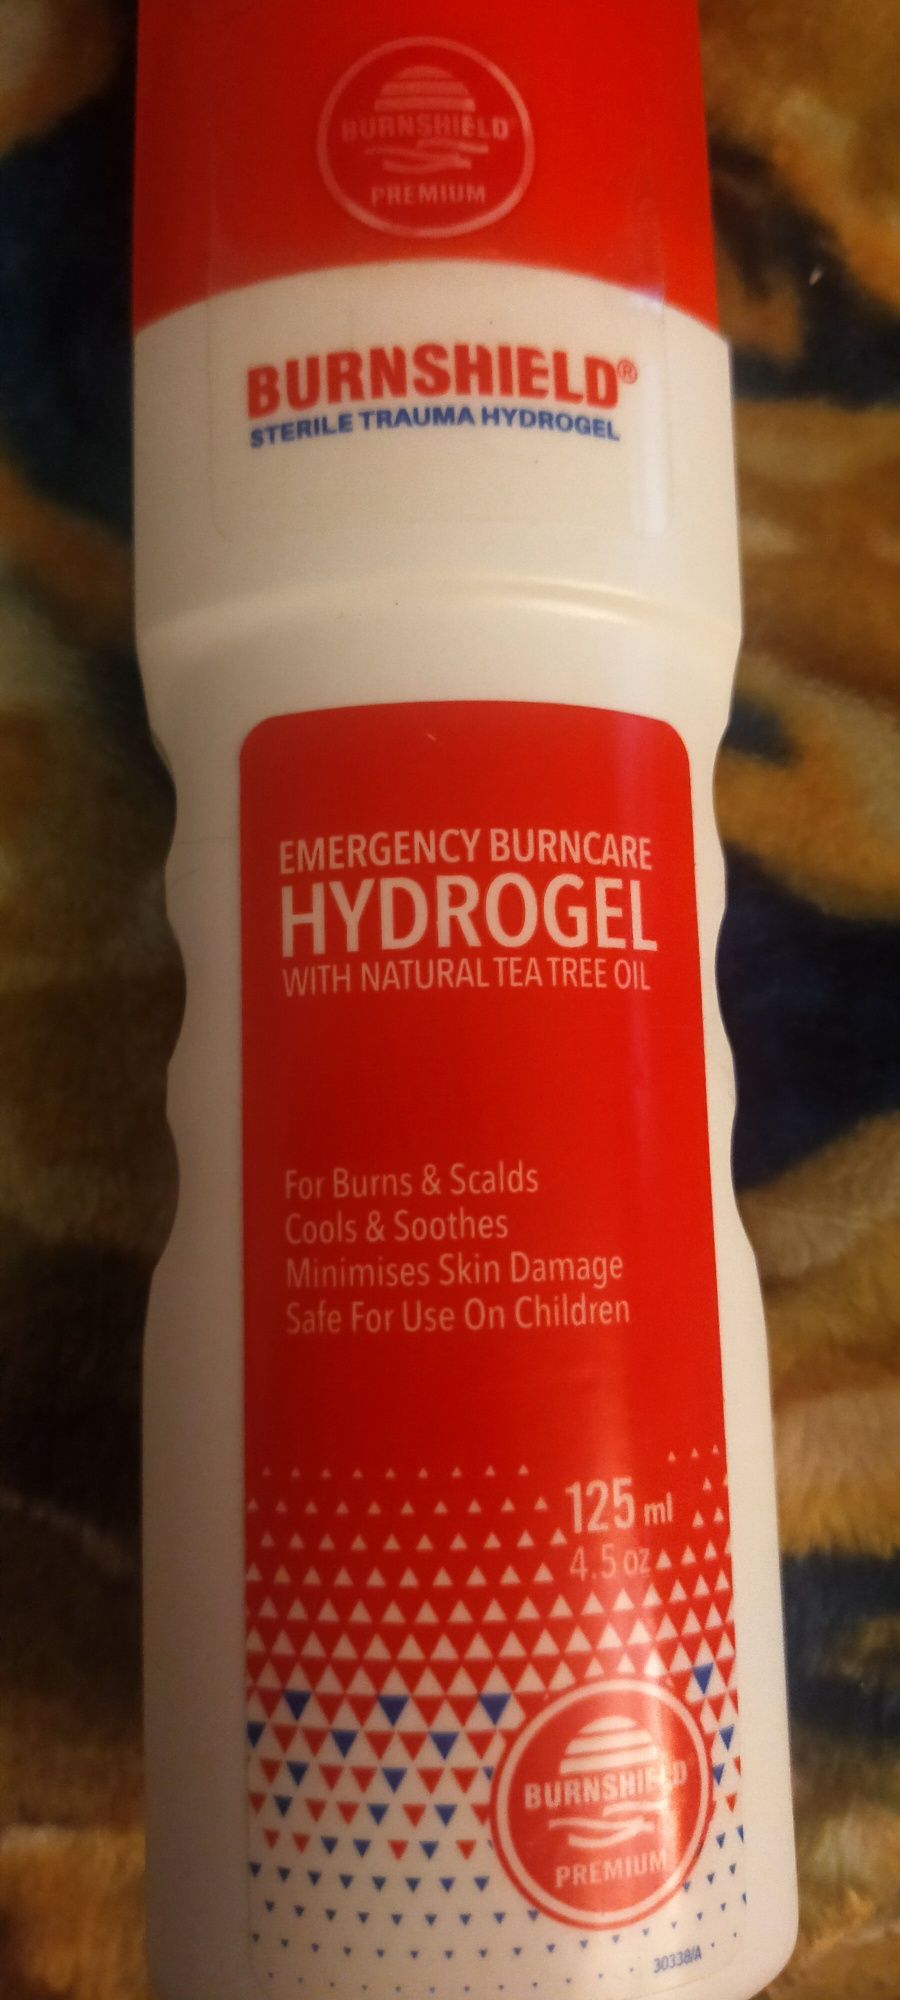 BURNSHIELD®
PREMIUM
BURNSHIELD®
STERILE TRAUMA HYDROGEL
EMERGENCY BURNCARE
HYDROGEL
WITH NATURAL TEA TREE OIL
For Burns & Scalds
Cools & Soothes
Minimises Skin Damage
Safe For Use On Children
125 ml
4.5 oz
BURNSHIELD
PREMIUM
30338/A